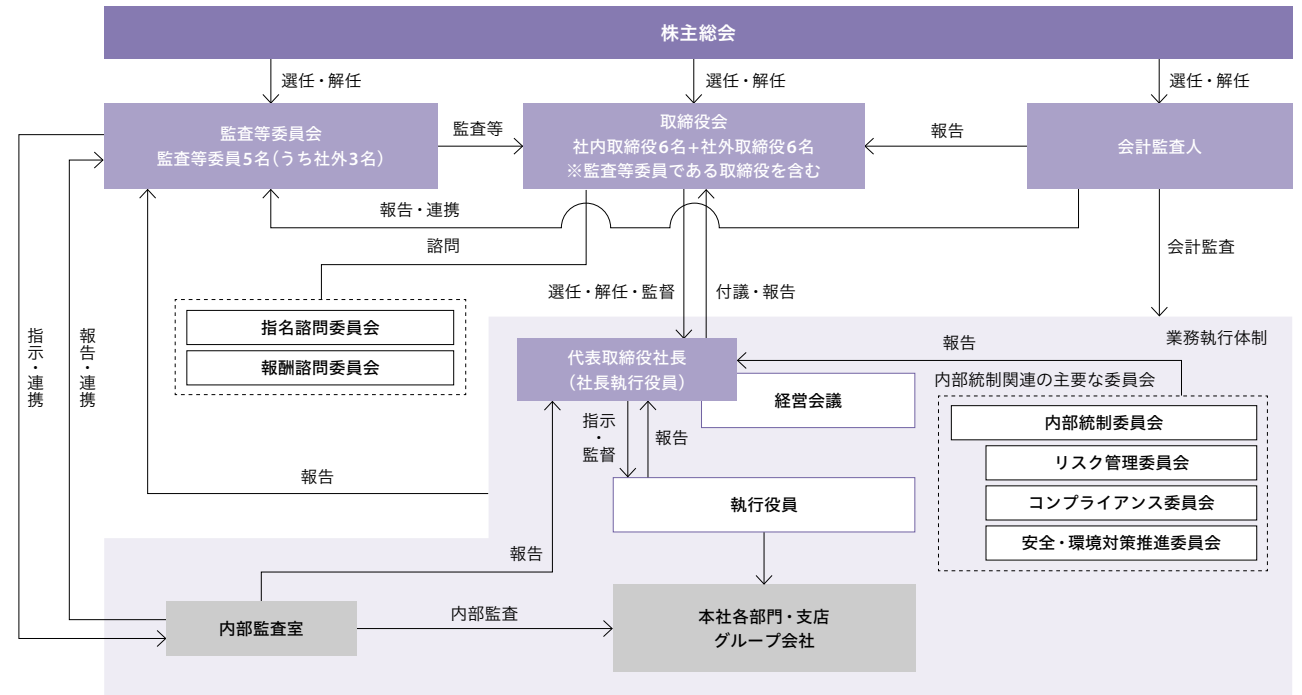 株主総会
選任・解任
選任・解任
選任・解任
監査等委員会
監査等委員5名(うち社外3名)
監査等
取締役会
社内取締役6名+社外取締役6名
※監査等委員である取締役を含む
報告
会計監査人
報告・連携
諮問
会計監査
選任・解任・監督
付議・報告
指名諮問委員会
報酬諮問委員会
指示・連携
報告・連携
業務執行体制
代表取締役社長
(社長執行役員)
報告
経営会議
内部統制関連の主要な委員会
内部統制委員会
リスク管理委員会
コンプライアンス委員会
安全・環境対策推進委員会
指示
・
監督
報告
報告
執行役員
報告
内部監査室
内部監査
本社各部門・支店
グループ会社